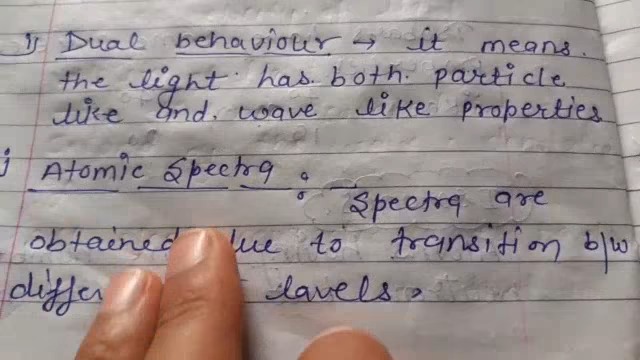 i) Dual behaviour → it means
the light has both particle
like and wave like properties
Atomic Spectra :-
Spectra are
obtained due to transition b/w
lavels.